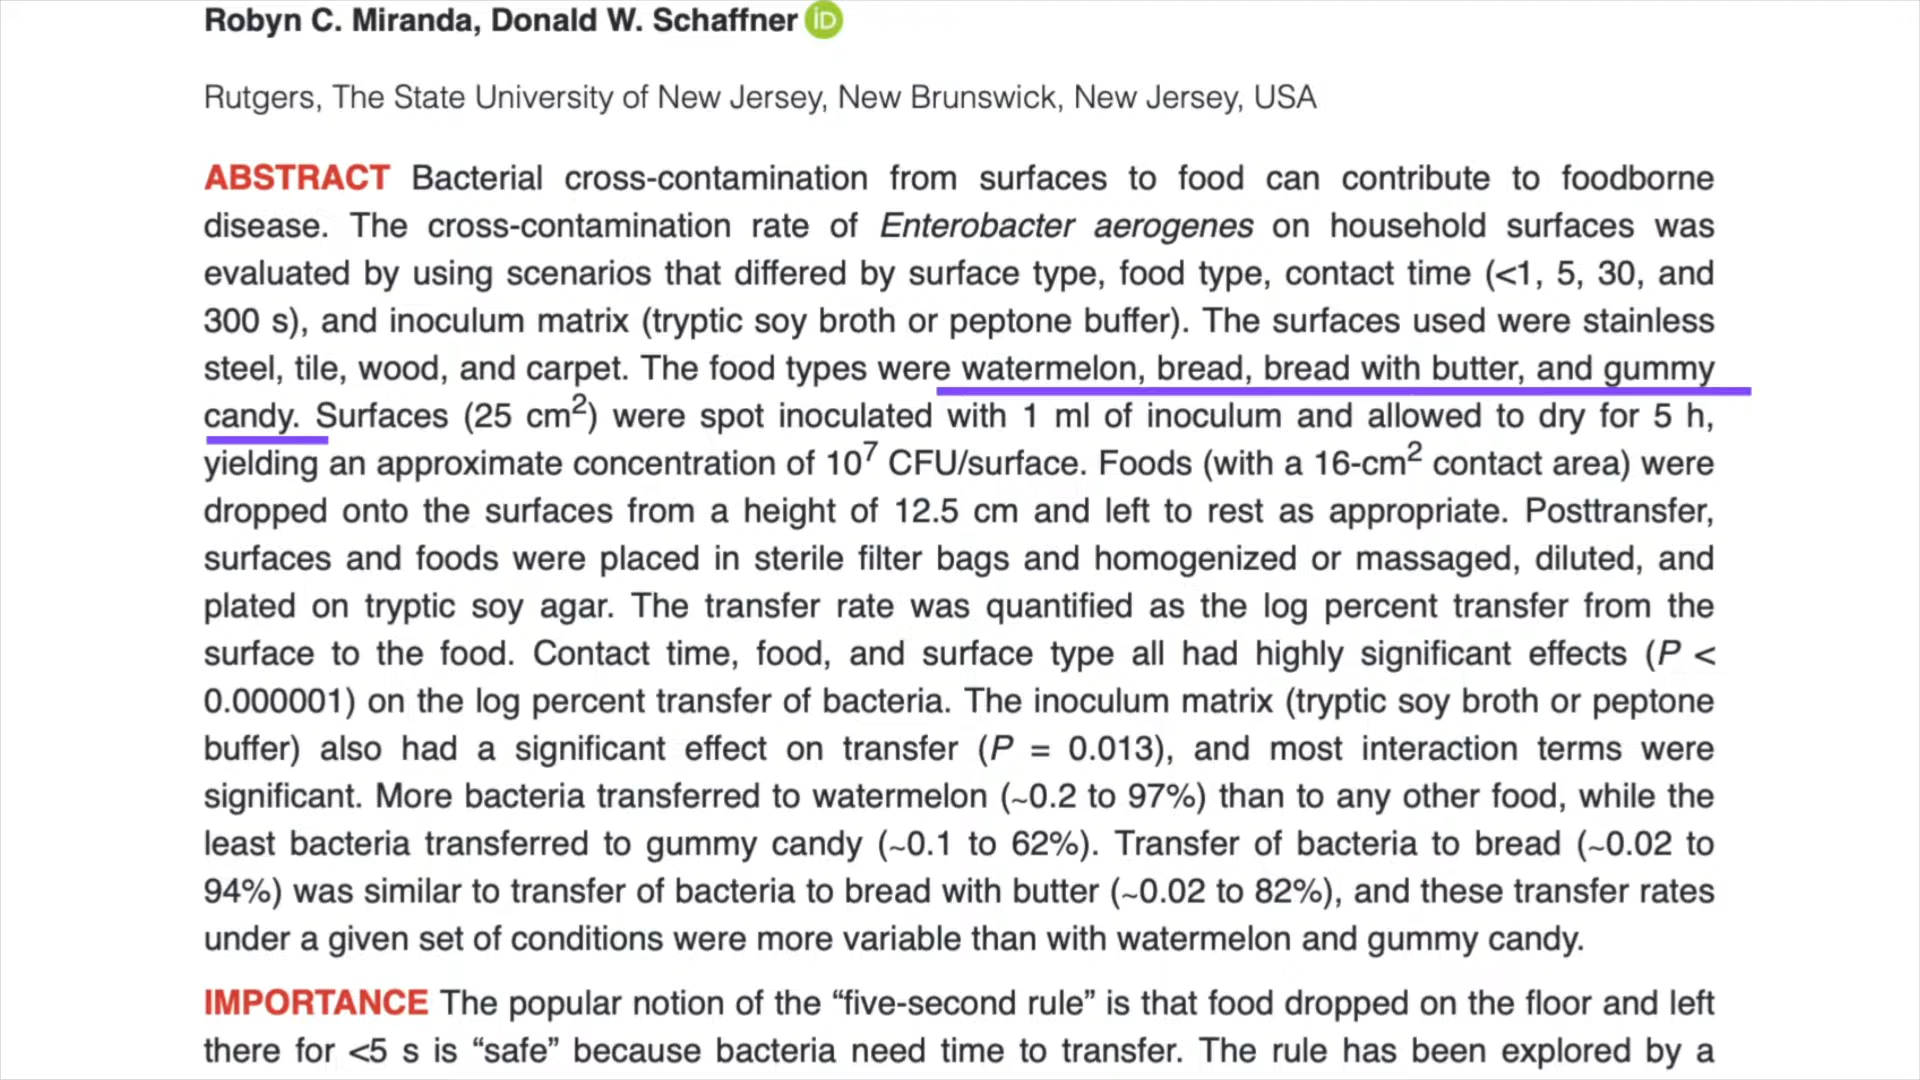 Robyn C. Miranda, Donald W. Schaffner iD
Rutgers, The State University of New Jersey, New Brunswick, New Jersey, USA
ABSTRACT Bacterial cross-contamination from surfaces to food can contribute to foodborne
disease. The cross-contamination rate of Enterobacter aerogenes on household surfaces was
evaluated by using scenarios that differed by surface type, food type, contact time (<1, 5, 30, and
300 s), and inoculum matrix (tryptic soy broth or peptone buffer). The surfaces used were stainless
steel, tile, wood, and carpet. The food types were watermelon, bread, bread with butter, and gummy
candy. Surfaces (25 cm²) were spot inoculated with 1 ml of inoculum and allowed to dry for 5 h,
yielding an approximate concentration of 10⁷ CFU/surface. Foods (with a 16-cm² contact area) were
dropped onto the surfaces from a height of 12.5 cm and left to rest as appropriate. Posttransfer,
surfaces and foods were placed in sterile filter bags and homogenized or massaged, diluted, and
plated on tryptic soy agar. The transfer rate was quantified as the log percent transfer from the
surface to the food. Contact time, food, and surface type all had highly significant effects (P <
0.000001) on the log percent transfer of bacteria. The inoculum matrix (tryptic soy broth or peptone
buffer) also had a significant effect on transfer (P = 0.013), and most interaction terms were
significant. More bacteria transferred to watermelon (~0.2 to 97%) than to any other food, while the
least bacteria transferred to gummy candy (~0.1 to 62%). Transfer of bacteria to bread (~0.02 to
94%) was similar to transfer of bacteria to bread with butter (~0.02 to 82%), and these transfer rates
under a given set of conditions were more variable than with watermelon and gummy candy.
IMPORTANCE The popular notion of the “five-second rule” is that food dropped on the floor and left
there for <5 s is “safe” because bacteria need time to transfer. The rule has been explored by a